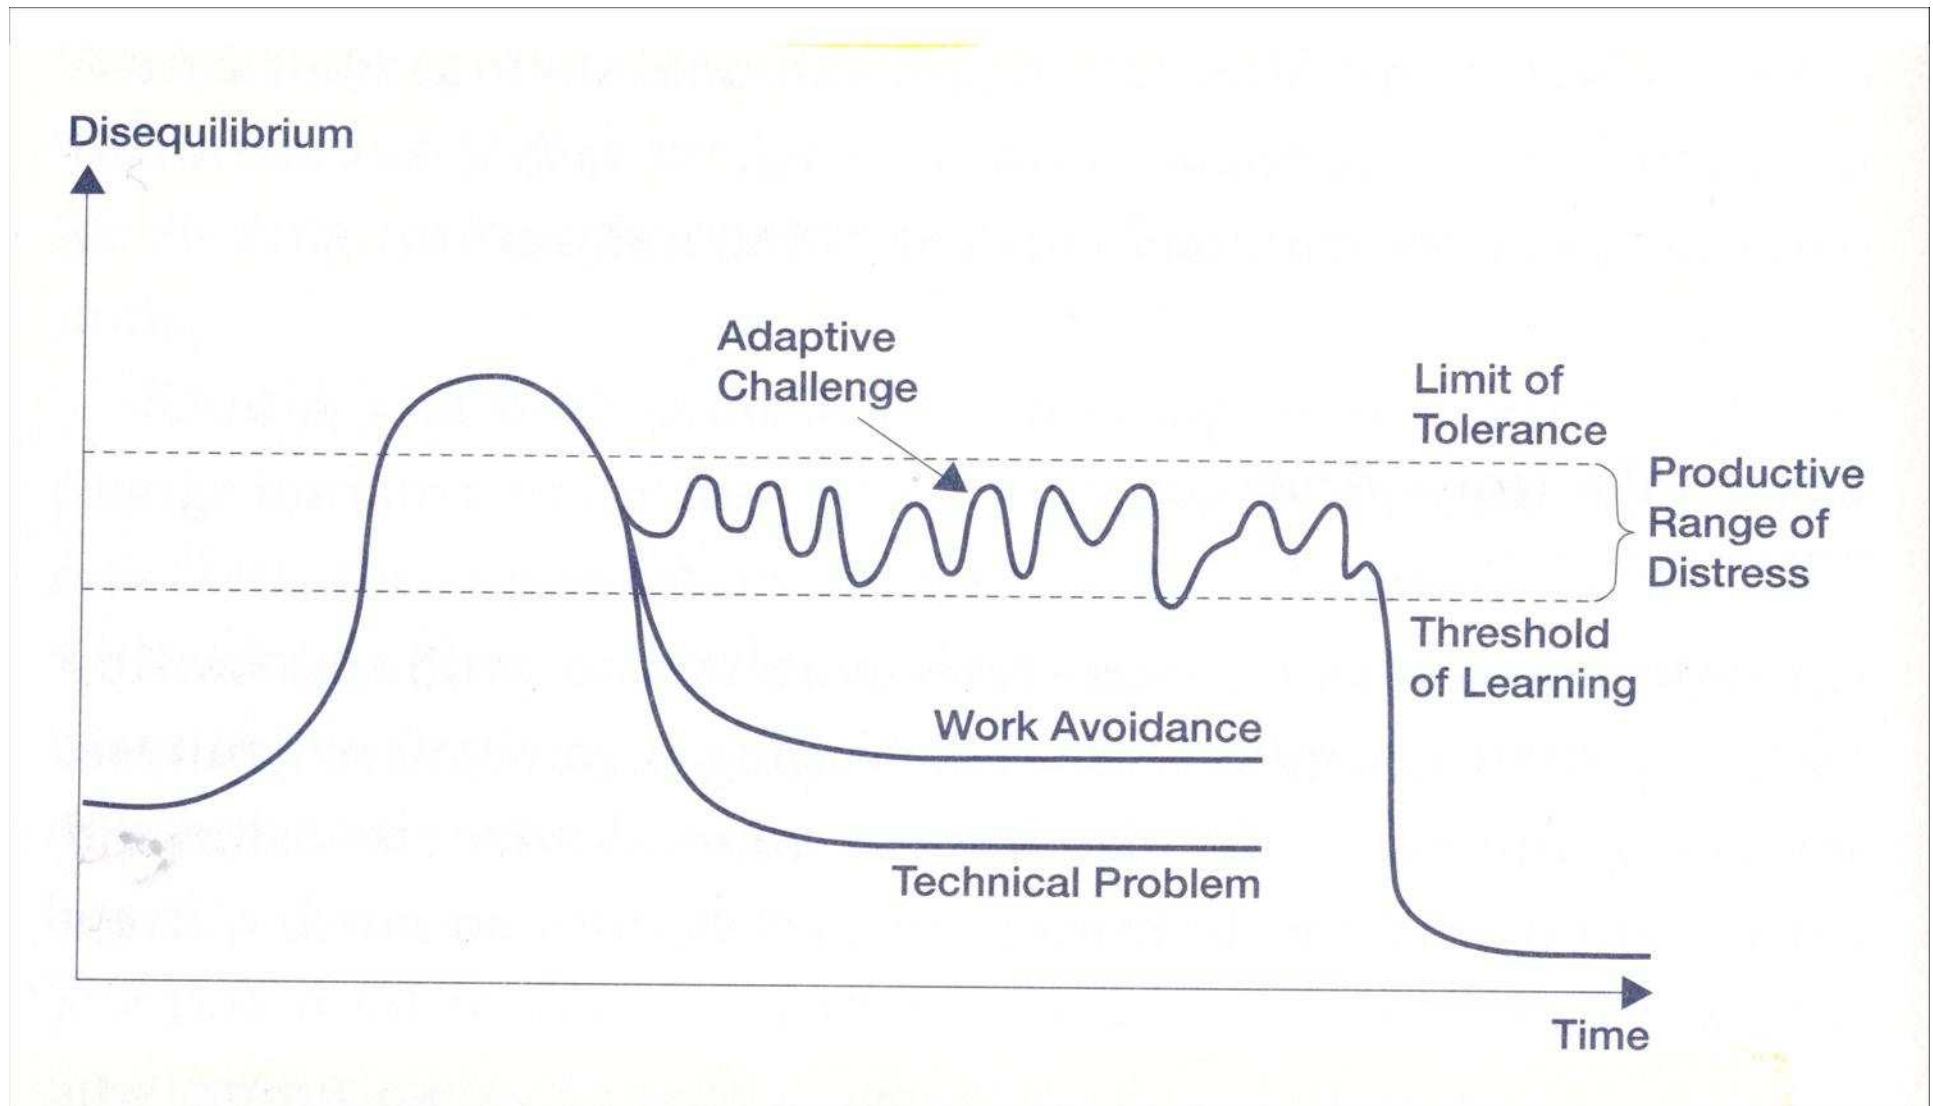 Disequilibrium
Adaptive
Challenge
Limit of
Tolerance
Productive
Range of
Distress
Threshold
of Learning
Work Avoidance
Technical Problem
Time